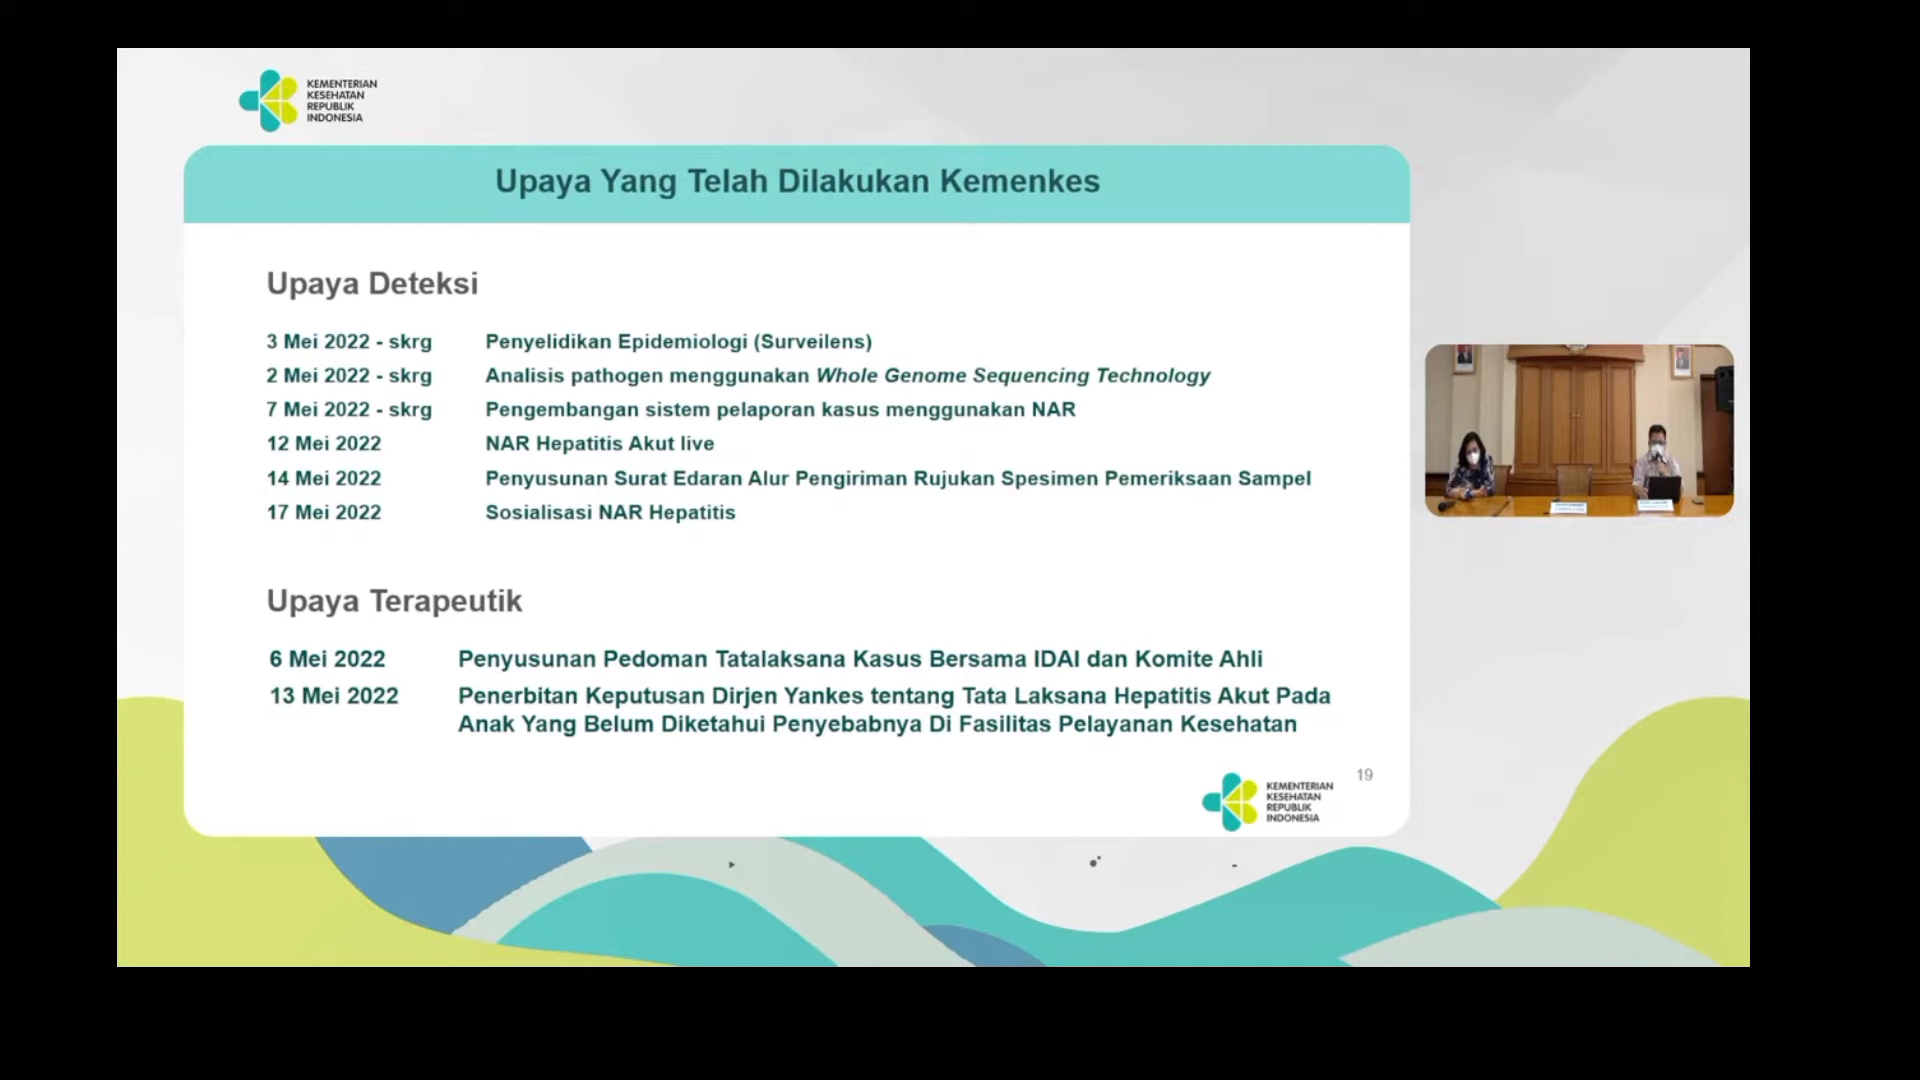 KEMENTERIAN
KESEHATAN
REPUBLIK
INDONESIA
Upaya Yang Telah Dilakukan Kemenkes
Upaya Deteksi
3 Mei 2022 - skrg Penyelidikan Epidemiologi (Surveilens)
2 Mei 2022 - skrg Analisis pathogen menggunakan Whole Genome Sequencing Technology
7 Mei 2022 - skrg Pengembangan sistem pelaporan kasus menggunakan NAR
12 Mei 2022 NAR Hepatitis Akut live
14 Mei 2022 Penyusunan Surat Edaran Alur Pengiriman Rujukan Spesimen Pemeriksaan Sampel
17 Mei 2022 Sosialisasi NAR Hepatitis
Upaya Terapeutik
6 Mei 2022 Penyusunan Pedoman Tatalaksana Kasus Bersama IDAI dan Komite Ahli
13 Mei 2022 Penerbitan Keputusan Dirjen Yankes tentang Tata Laksana Hepatitis Akut Pada
Anak Yang Belum Diketahui Penyebabnya Di Fasilitas Pelayanan Kesehatan
19
KEMENTERIAN
KESEHATAN
REPUBLIK
INDONESIA